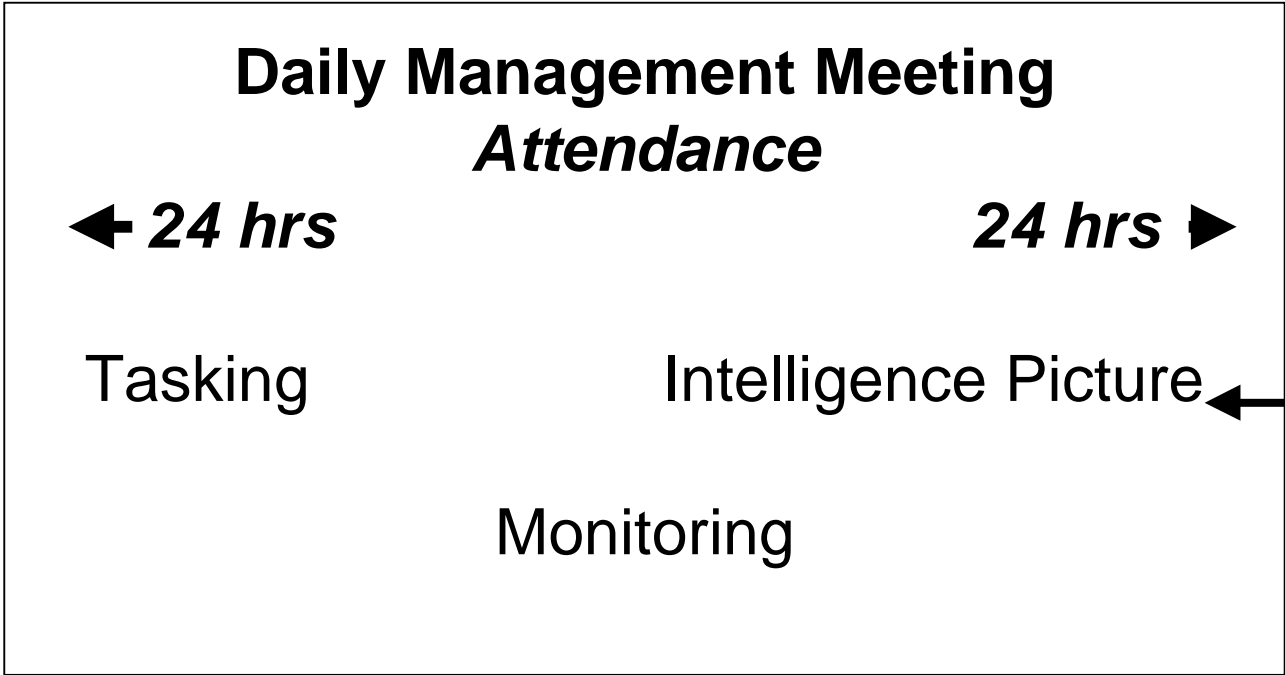 Daily Management Meeting
Attendance
24 hrs 24 hrs
Tasking Intelligence Picture
Monitoring